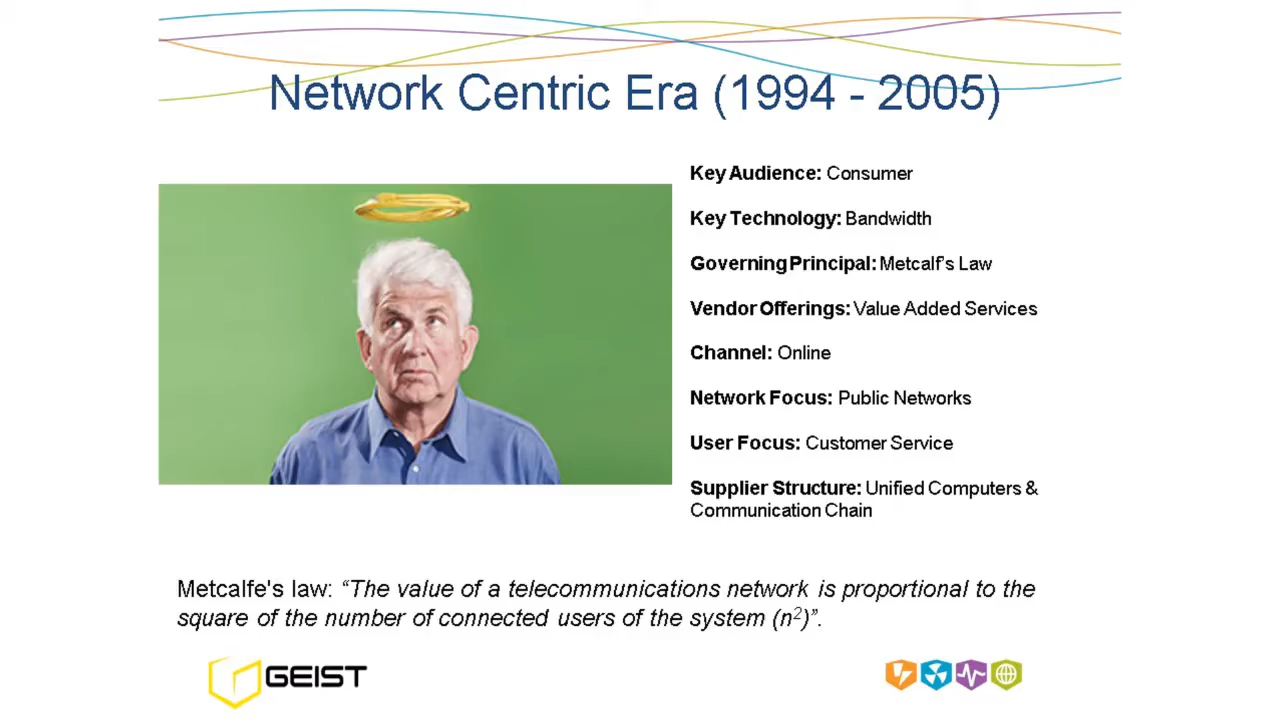 Network Centric Era (1994 - 2005)
Key Audience: Consumer
Key Technology: Bandwidth
Governing Principal: Metcalf's Law
Vendor Offerings: Value Added Services
Channel: Online
Network Focus: Public Networks
User Focus: Customer Service
Supplier Structure: Unified Computers &
Communication Chain
Metcalfe's law: “The value of a telecommunications network is proportional to the
square of the number of connected users of the system (n²)”.
GEIST